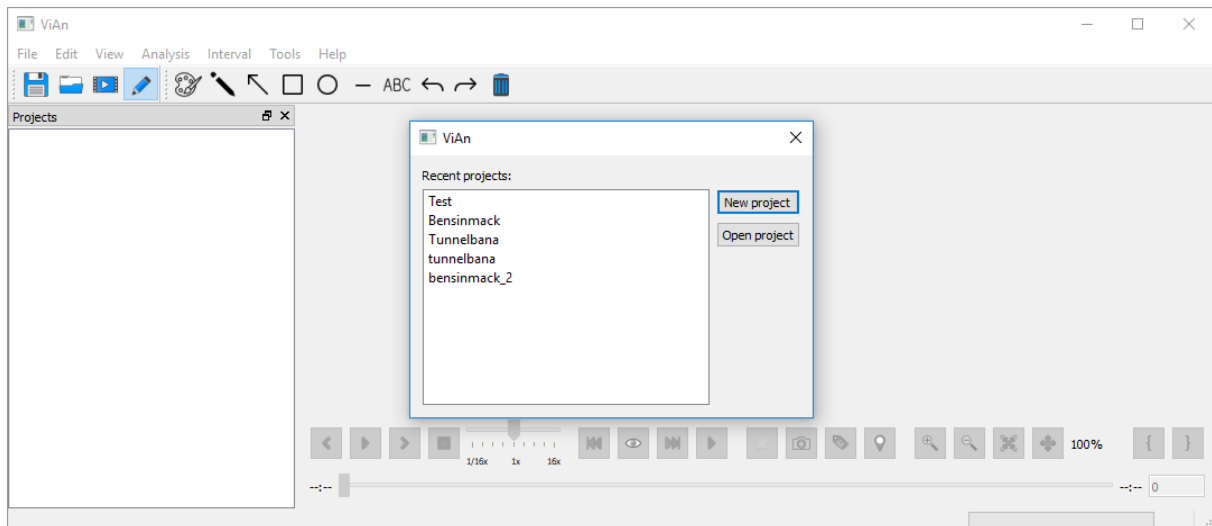 ViAn
File Edit View Analysis Interval Tools Help
ABC
Projects
ViAn
Recent projects:
Test
Bensinmack
Tunnelbana
tunnelbana
bensinmack_2
New project
Open project
1/16x 1x 16x
100%
{ }
--:--
--:-- 0